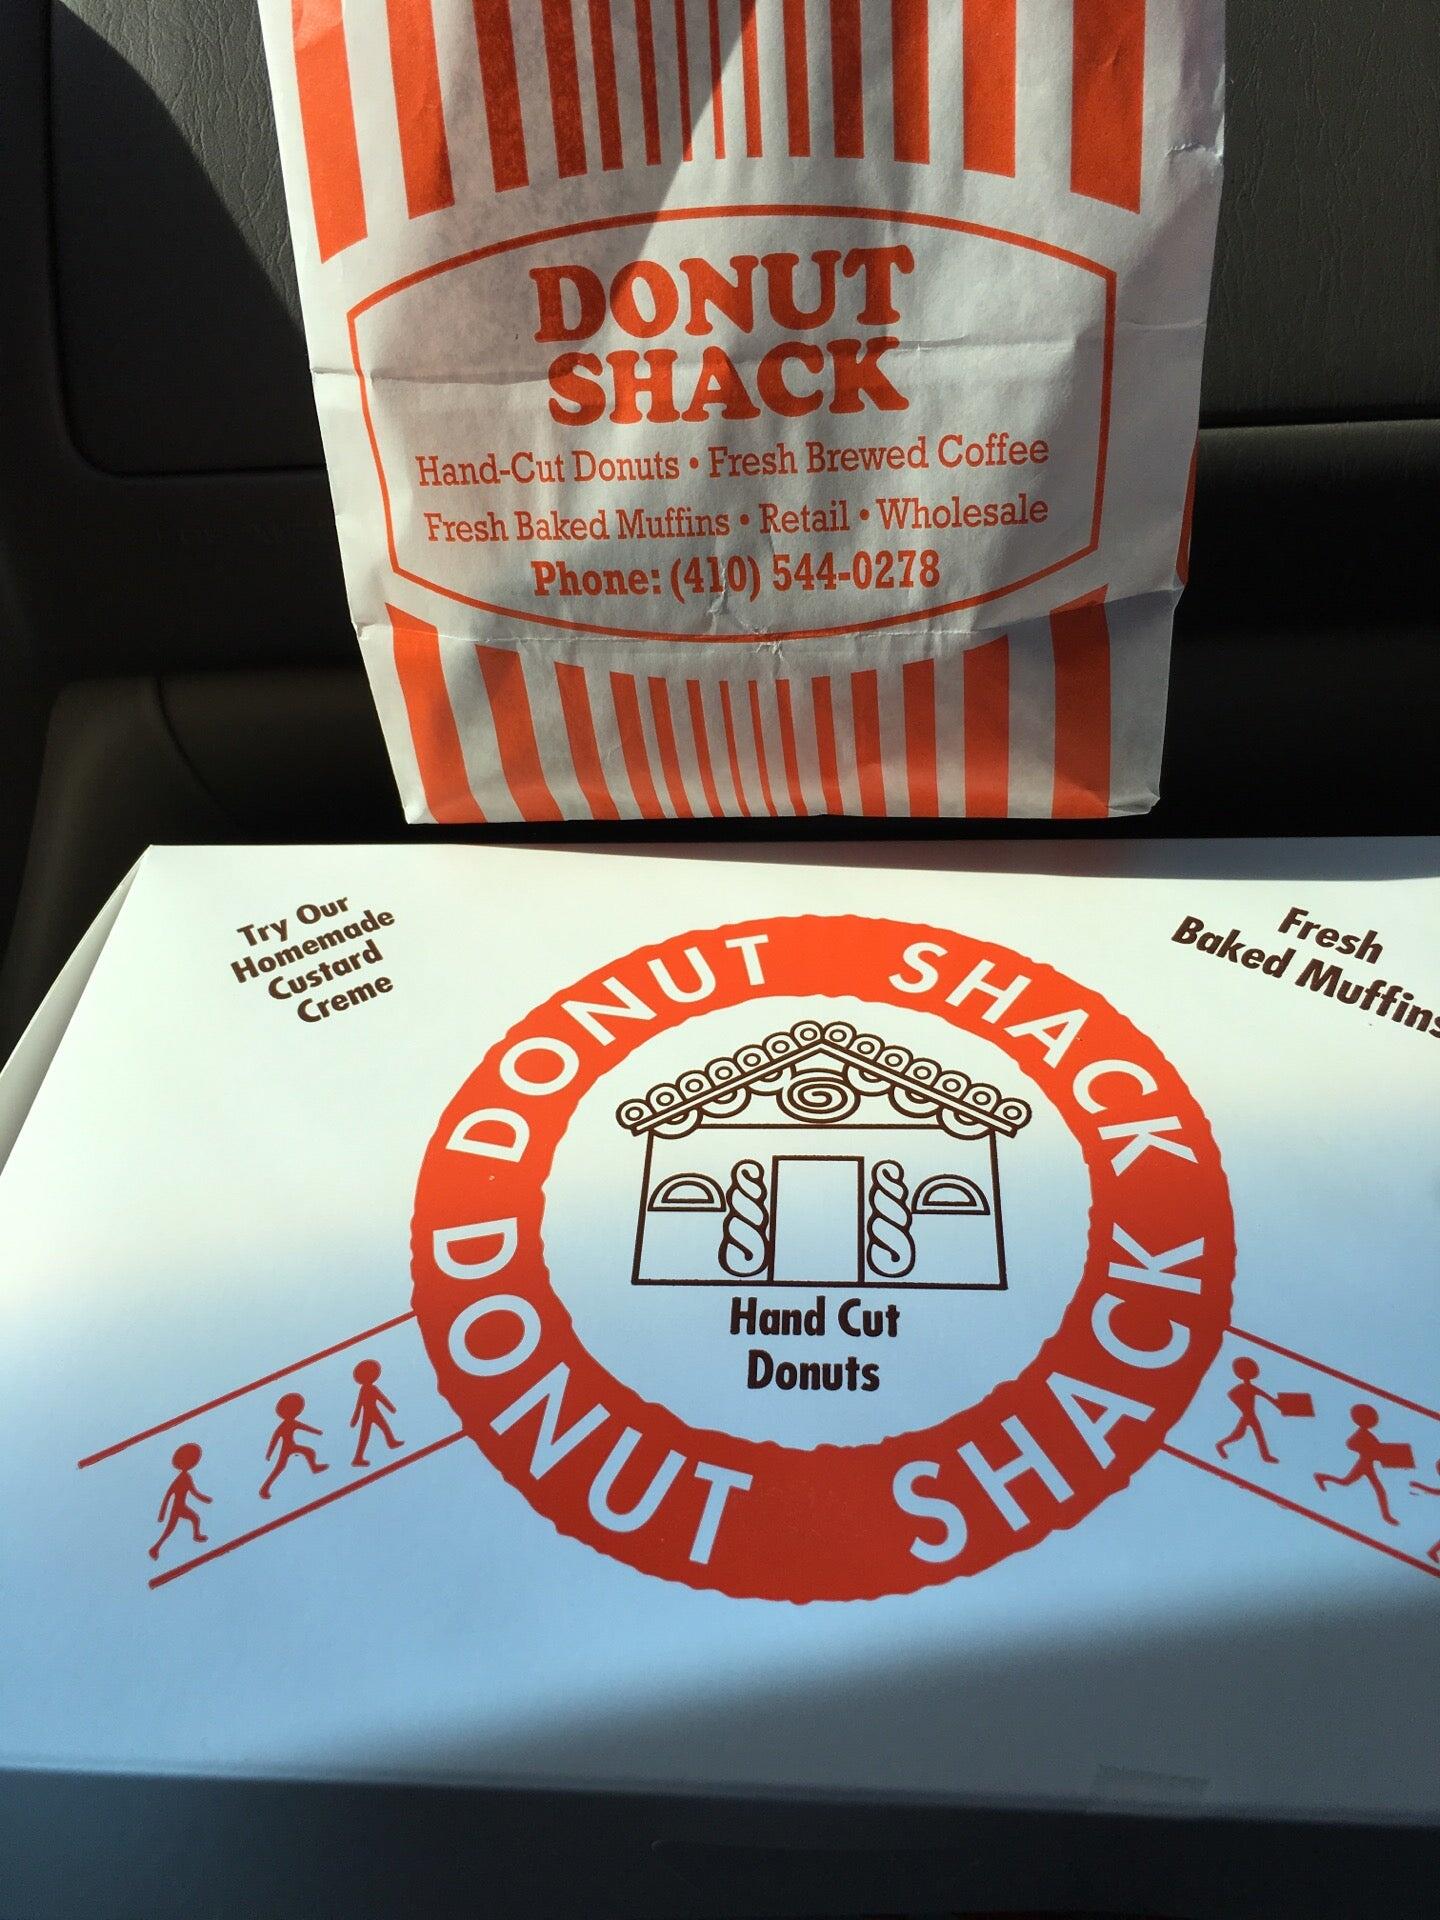 DONUT
SHACK
Hand-Cut Donuts • Fresh Brewed Coffee
Fresh Baked Muffins • Retail • Wholesale
Phone: (410) 544-0278
Try Our
Homemade
Custard
Creme
Fresh
Baked Muffins
DONUT SHACK
Hand Cut
Donuts
DONUT SHACK